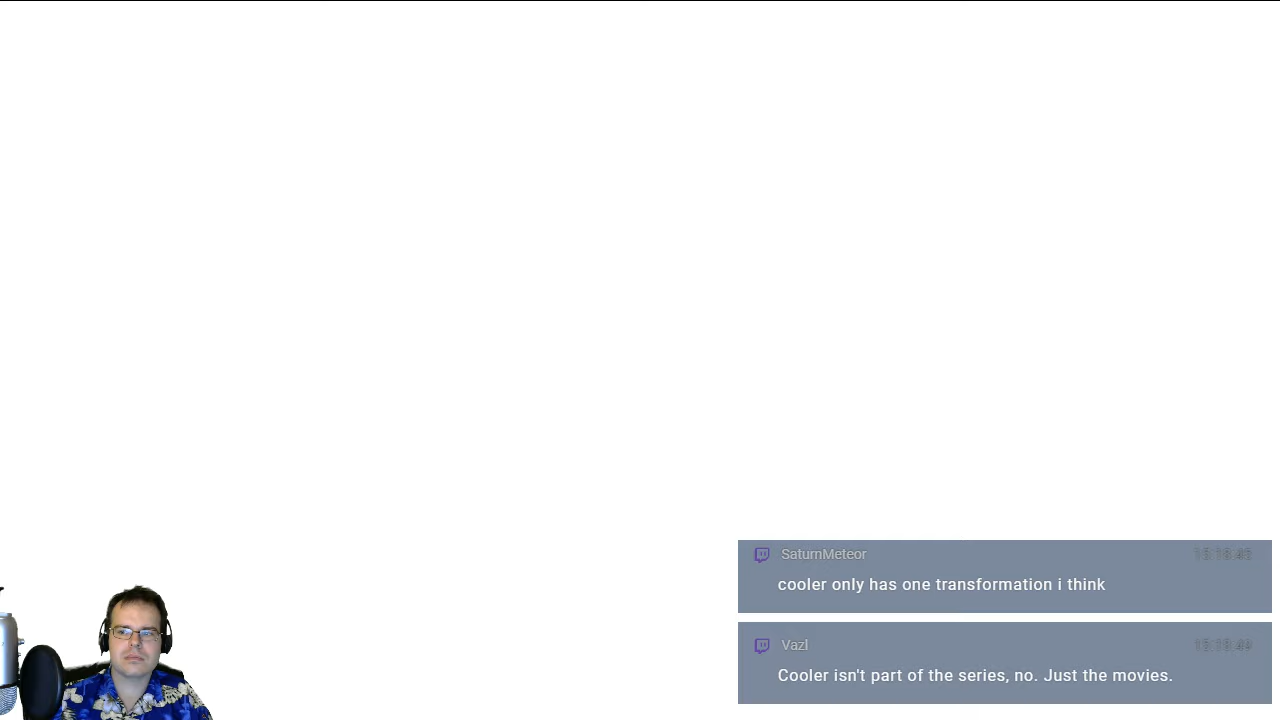 SaturnMeteor
cooler only has one transformation i think
Vazl
Cooler isn't part of the series, no. Just the movies.